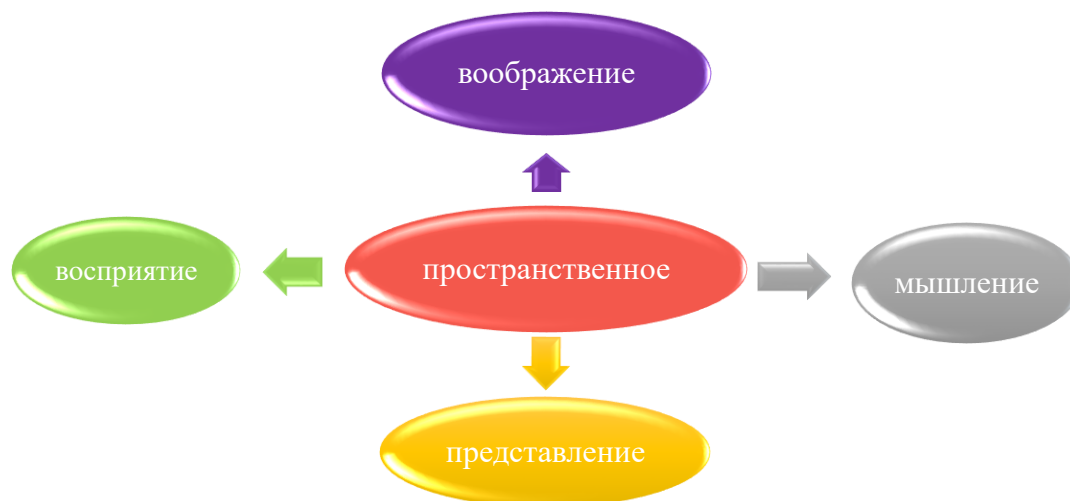 воображение
восприятие
пространственное
мышление
представление